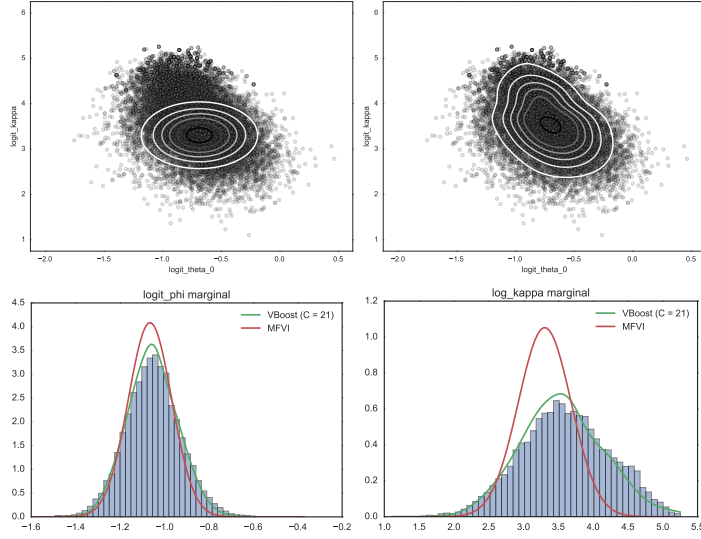 6
5
4
3
2
1
logit_kappa
−2.0 −1.5 −1.0 −0.5 0.0 0.5
logit_theta_0
6
5
4
3
2
1
logit_kappa
−2.0 −1.5 −1.0 −0.5 0.0 0.5
logit_theta_0
logit_phi marginal
VBoost (C = 21)
MFVI
4.5
4.0
3.5
3.0
2.5
2.0
1.5
1.0
0.5
0.0
−1.6 −1.4 −1.2 −1.0 −0.8 −0.6 −0.4 −0.2
log_kappa marginal
VBoost (C = 21)
MFVI
1.2
1.0
0.8
0.6
0.4
0.2
0.0
1.0 1.5 2.0 2.5 3.0 3.5 4.0 4.5 5.0 5.5